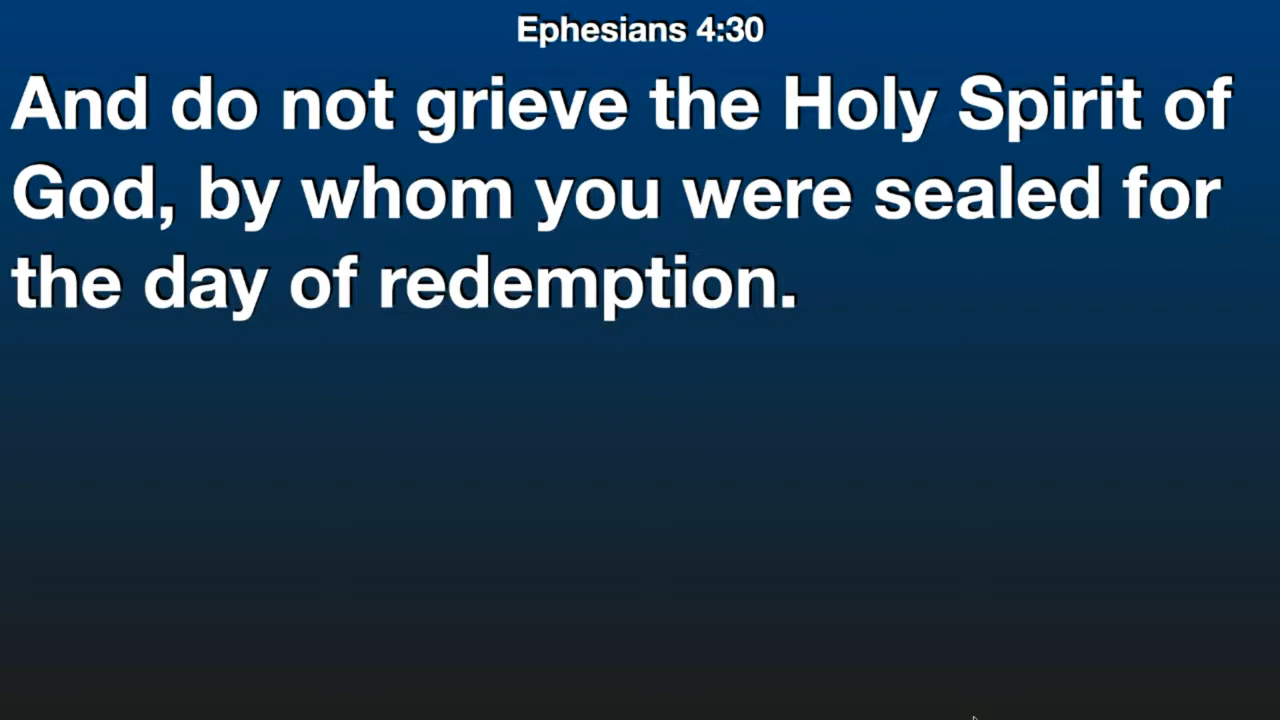 Ephesians 4:30
And do not grieve the Holy Spirit of
God, by whom you were sealed for
the day of redemption.